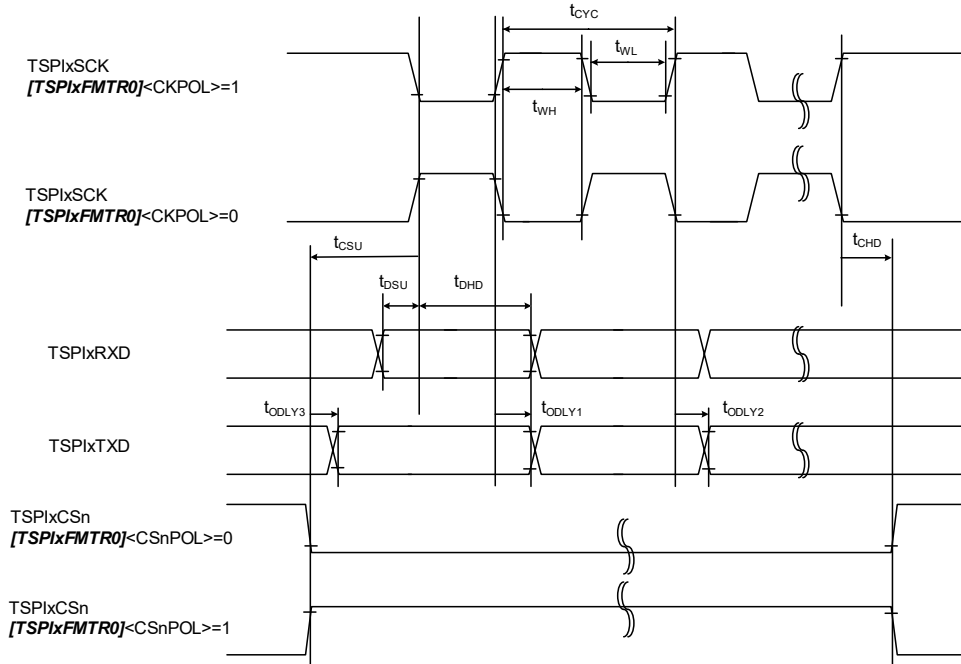 tCYC
tWL
TSPIxSCK
[TSPIxFMTR0]<CKPOL>=1
tWH
TSPIxSCK
[TSPIxFMTR0]<CKPOL>=0
tCSU
tCHD
tDSU
tDHD
TSPIxRXD
tODLY3
tODLY1
tODLY2
TSPIxTXD
TSPIxCSn
[TSPIxFMTR0]<CSnPOL>=0
TSPIxCSn
[TSPIxFMTR0]<CSnPOL>=1